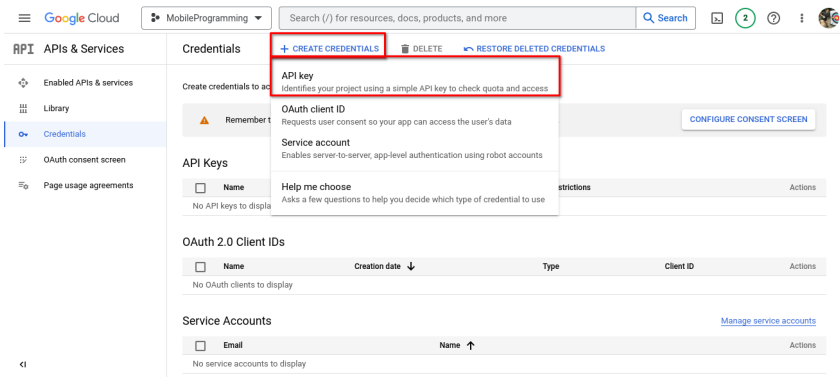 Google Cloud
MobileProgramming
Search (/) for resources, docs, products, and more
Search
2
API APIs & Services
Credentials
+ CREATE CREDENTIALS
DELETE
RESTORE DELETED CREDENTIALS
Enabled APIs & services
Library
Credentials
OAuth consent screen
Page usage agreements
Create credentials to ac
API key
Identifies your project using a simple API key to check quota and access
OAuth client ID
Requests user consent so your app can access the user's data
Service account
Enables server-to-server, app-level authentication using robot accounts
Help me choose
Asks a few questions to help you decide which type of credential to use
Remember t
CONFIGURE CONSENT SCREEN
API Keys
Name
strictions
Actions
No API keys to displa
OAuth 2.0 Client IDs
Name
Creation date
Type
Client ID
Actions
No OAuth clients to display
Service Accounts
Manage service accounts
Email
Name
Actions
No service accounts to display